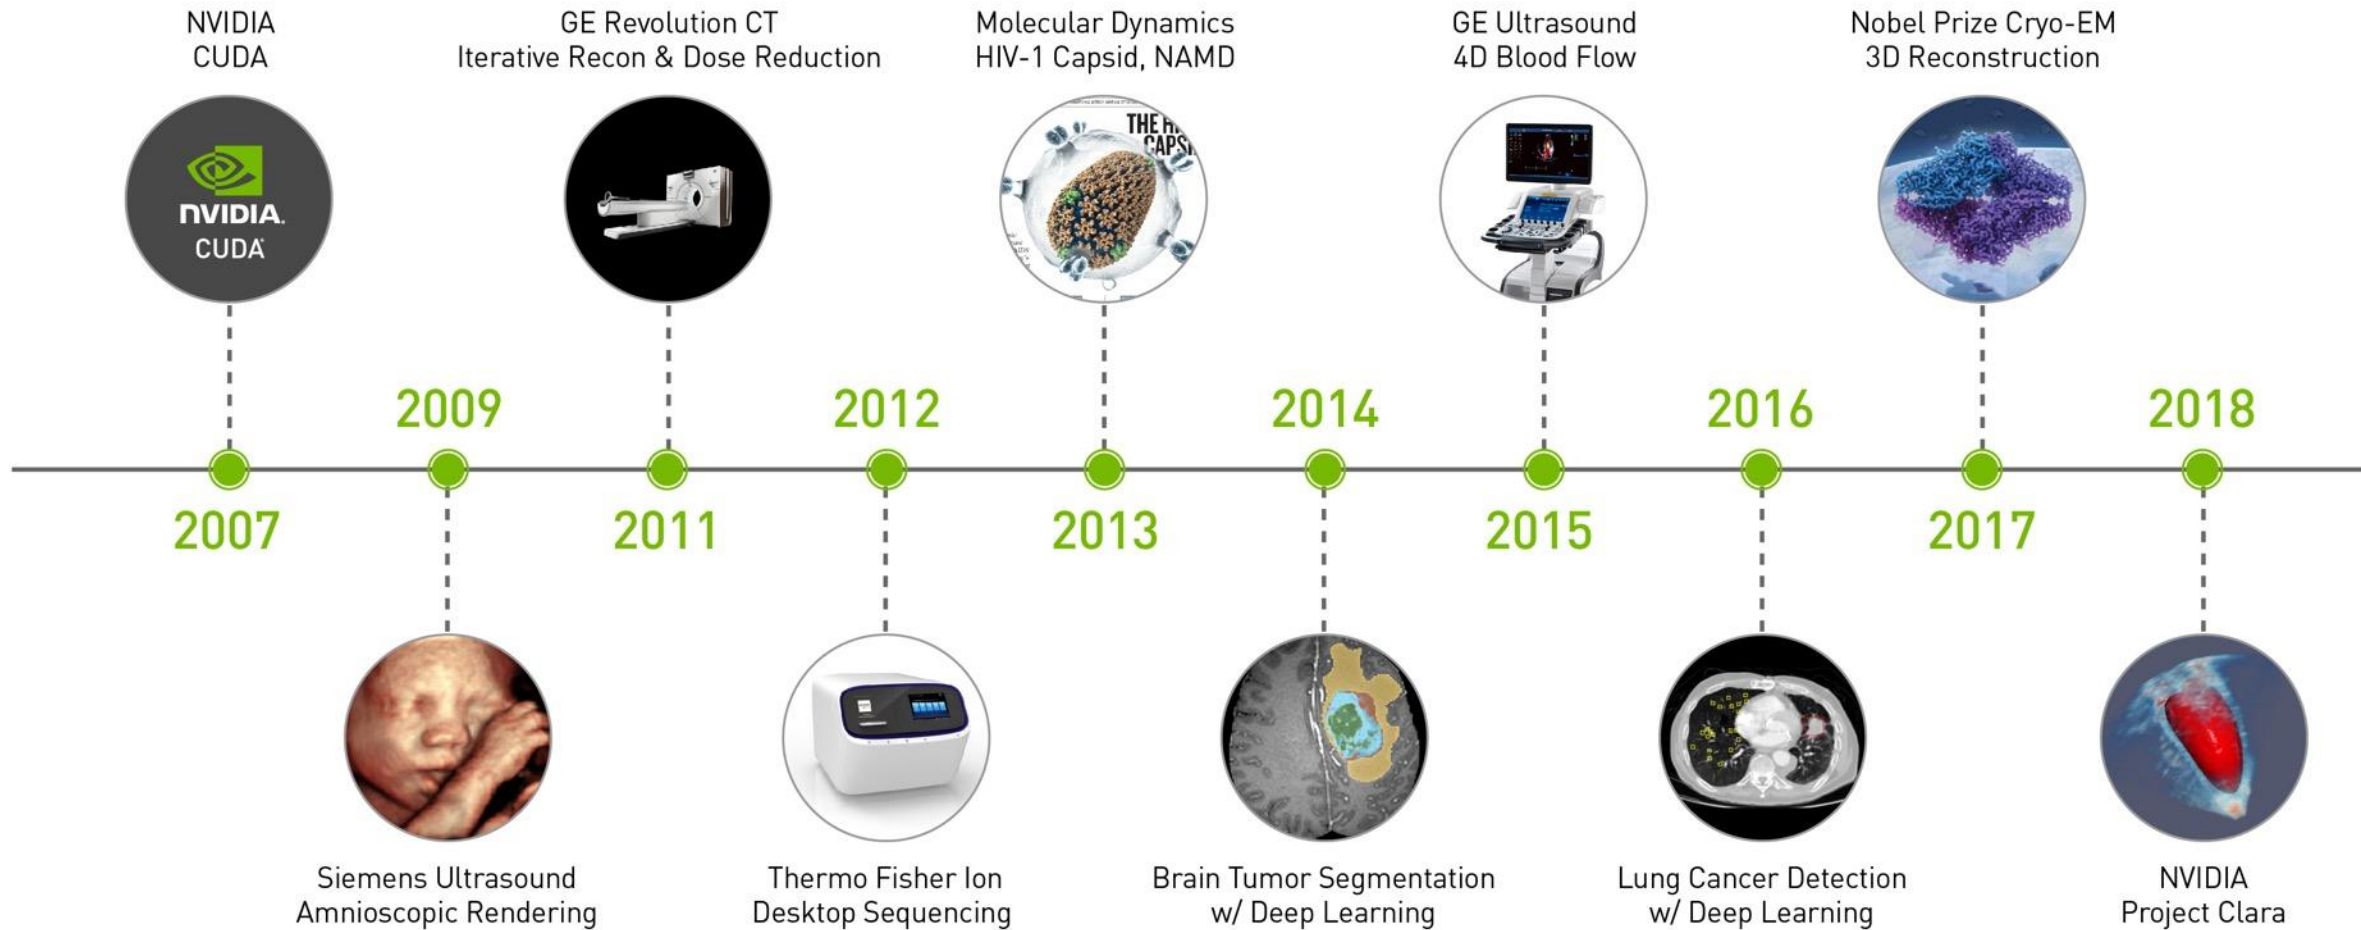 NVIDIA
CUDA
GE Revolution CT
Iterative Recon & Dose Reduction
Molecular Dynamics
HIV-1 Capsid, NAMD
GE Ultrasound
4D Blood Flow
Nobel Prize Cryo-EM
3D Reconstruction
NVIDIA.
CUDA
THE
2009
2012
2014
2016
2018
2007
2011
2013
2015
2017
Siemens Ultrasound
Amnioscopic Rendering
Thermo Fisher Ion
Desktop Sequencing
Brain Tumor Segmentation
w/ Deep Learning
Lung Cancer Detection
w/ Deep Learning
NVIDIA
Project Clara